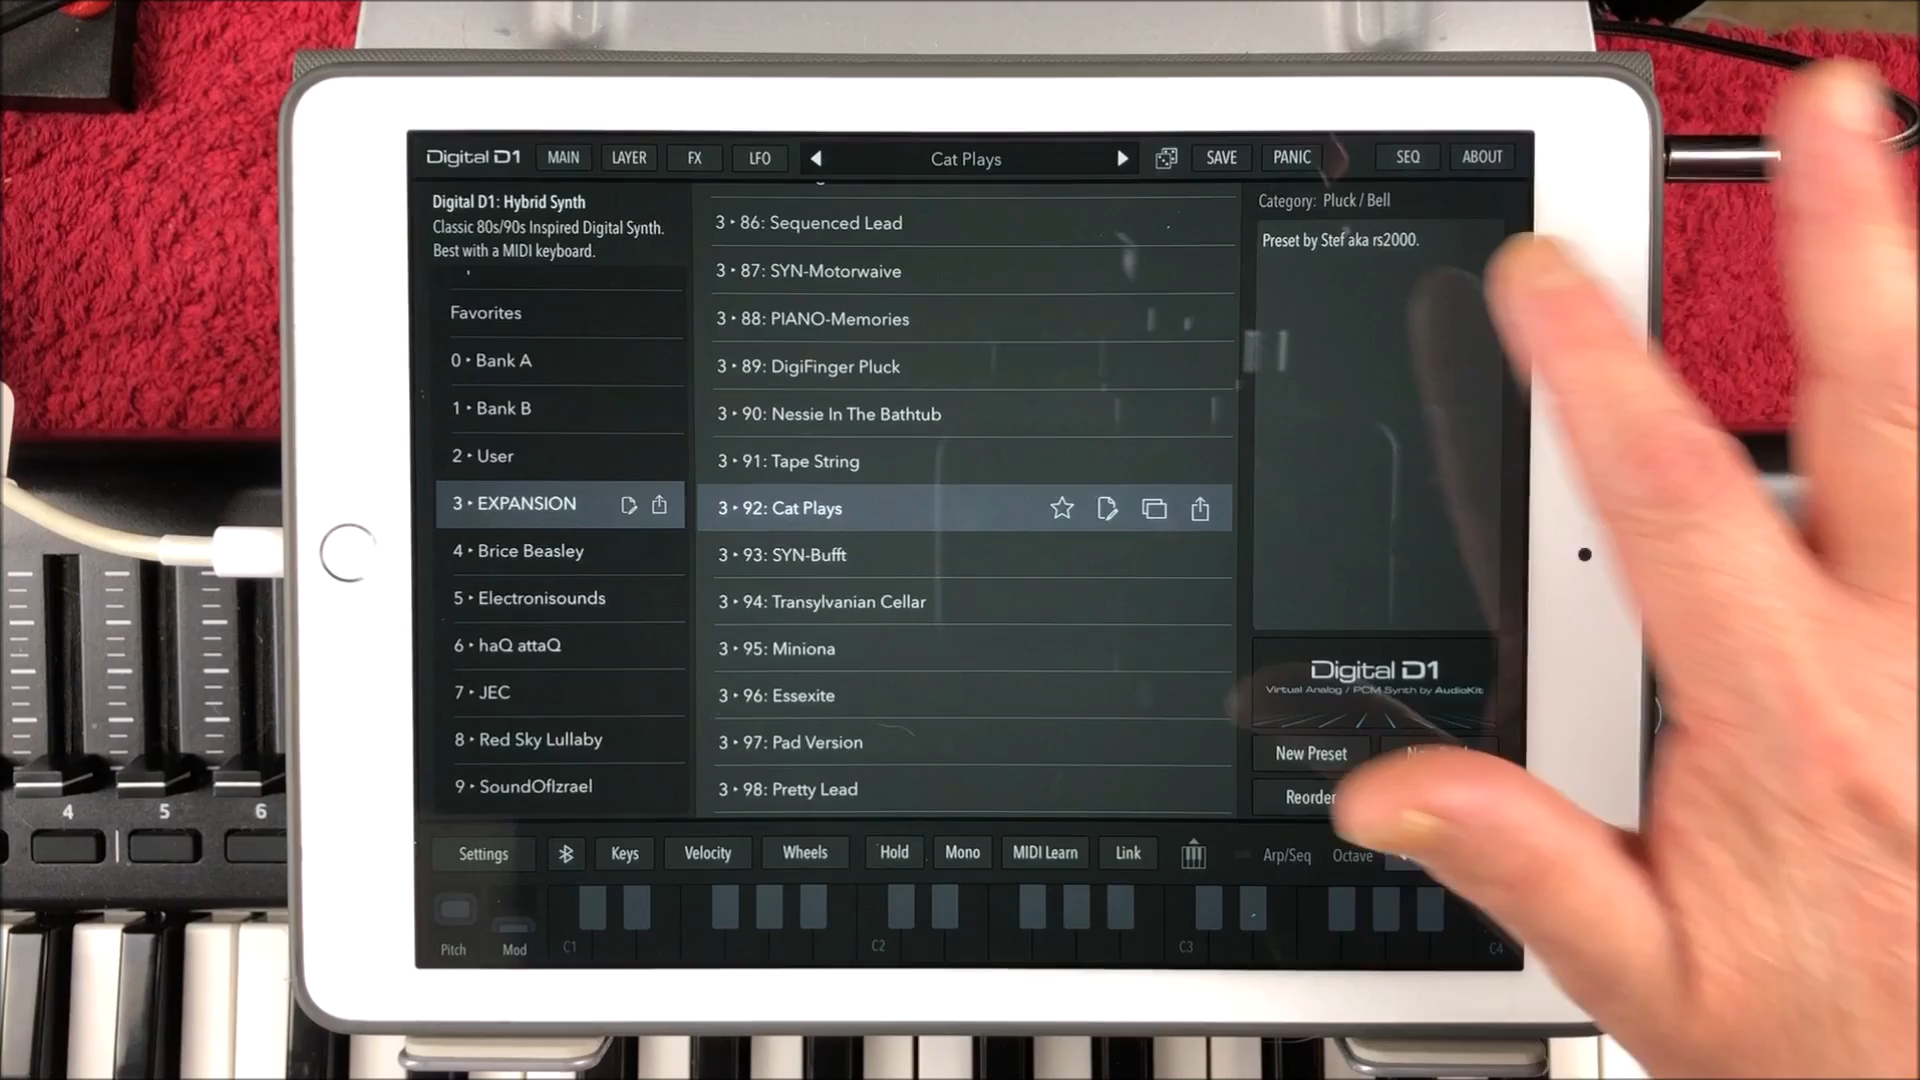 Digital D1
MAIN
LAYER
FX
LFO
Cat Plays
SAVE
PANIC
SEQ
ABOUT
Digital D1: Hybrid Synth
Classic 80s/90s Inspired Digital Synth.
Best with a MIDI keyboard.
Favorites
0 ‣ Bank A
1 ‣ Bank B
2 ‣ User
3 ‣ EXPANSION
4 ‣ Brice Beasley
5 ‣ Electronisounds
6 ‣ haQ attaQ
7 ‣ JEC
8 ‣ Red Sky Lullaby
9 ‣ SoundOfIzrael
3 ‣ 86: Sequenced Lead
3 ‣ 87: SYN-Motorwaive
3 ‣ 88: PIANO-Memories
3 ‣ 89: DigiFinger Pluck
3 ‣ 90: Nessie In The Bathtub
3 ‣ 91: Tape String
3 ‣ 92: Cat Plays
3 ‣ 93: SYN-Bufft
3 ‣ 94: Transylvanian Cellar
3 ‣ 95: Miniona
3 ‣ 96: Essexite
3 ‣ 97: Pad Version
3 ‣ 98: Pretty Lead
Category: Pluck / Bell
Preset by Stef aka rs2000.
Digital D1
Virtual Analog / PCM Synth by AudioKit
New Preset
Reorder
Settings
Keys
Velocity
Wheels
Hold
Mono
MIDI Learn
Link
Arp/Seq
Octave
Pitch
Mod
C1
C2
C3
C4
4
5
6